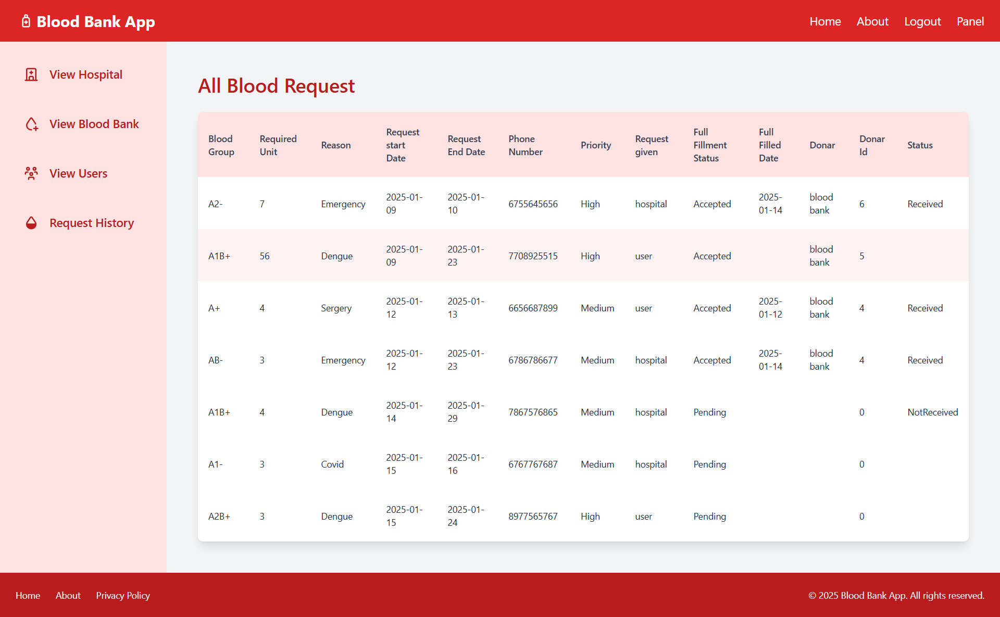 Blood Bank App
Home About Logout Panel
View Hospital
View Blood Bank
View Users
Request History
All Blood Request
Blood Group Required Unit Reason Request start Date Request End Date Phone Number Priority Request given Full Fillment Status Full Filled Date Donar Donar Id Status
A2- 7 Emergency 2025-01-09 2025-01-10 6755645656 High hospital Accepted 2025-01-14 blood bank 6 Received
A1B+ 56 Dengue 2025-01-09 2025-01-23 7708925515 High user Accepted blood bank 5
A+ 4 Sergery 2025-01-12 2025-01-13 6656687899 Medium user Accepted 2025-01-12 blood bank 4 Received
AB- 3 Emergency 2025-01-12 2025-01-23 6786786677 Medium hospital Accepted 2025-01-14 blood bank 4 Received
A1B+ 4 Dengue 2025-01-14 2025-01-29 7867576865 Medium hospital Pending 0 NotReceived
A1- 3 Covid 2025-01-15 2025-01-16 6767767687 Medium hospital Pending 0
A2B+ 3 Dengue 2025-01-15 2025-01-24 8977565767 High user Pending 0
Home About Privacy Policy
© 2025 Blood Bank App. All rights reserved.